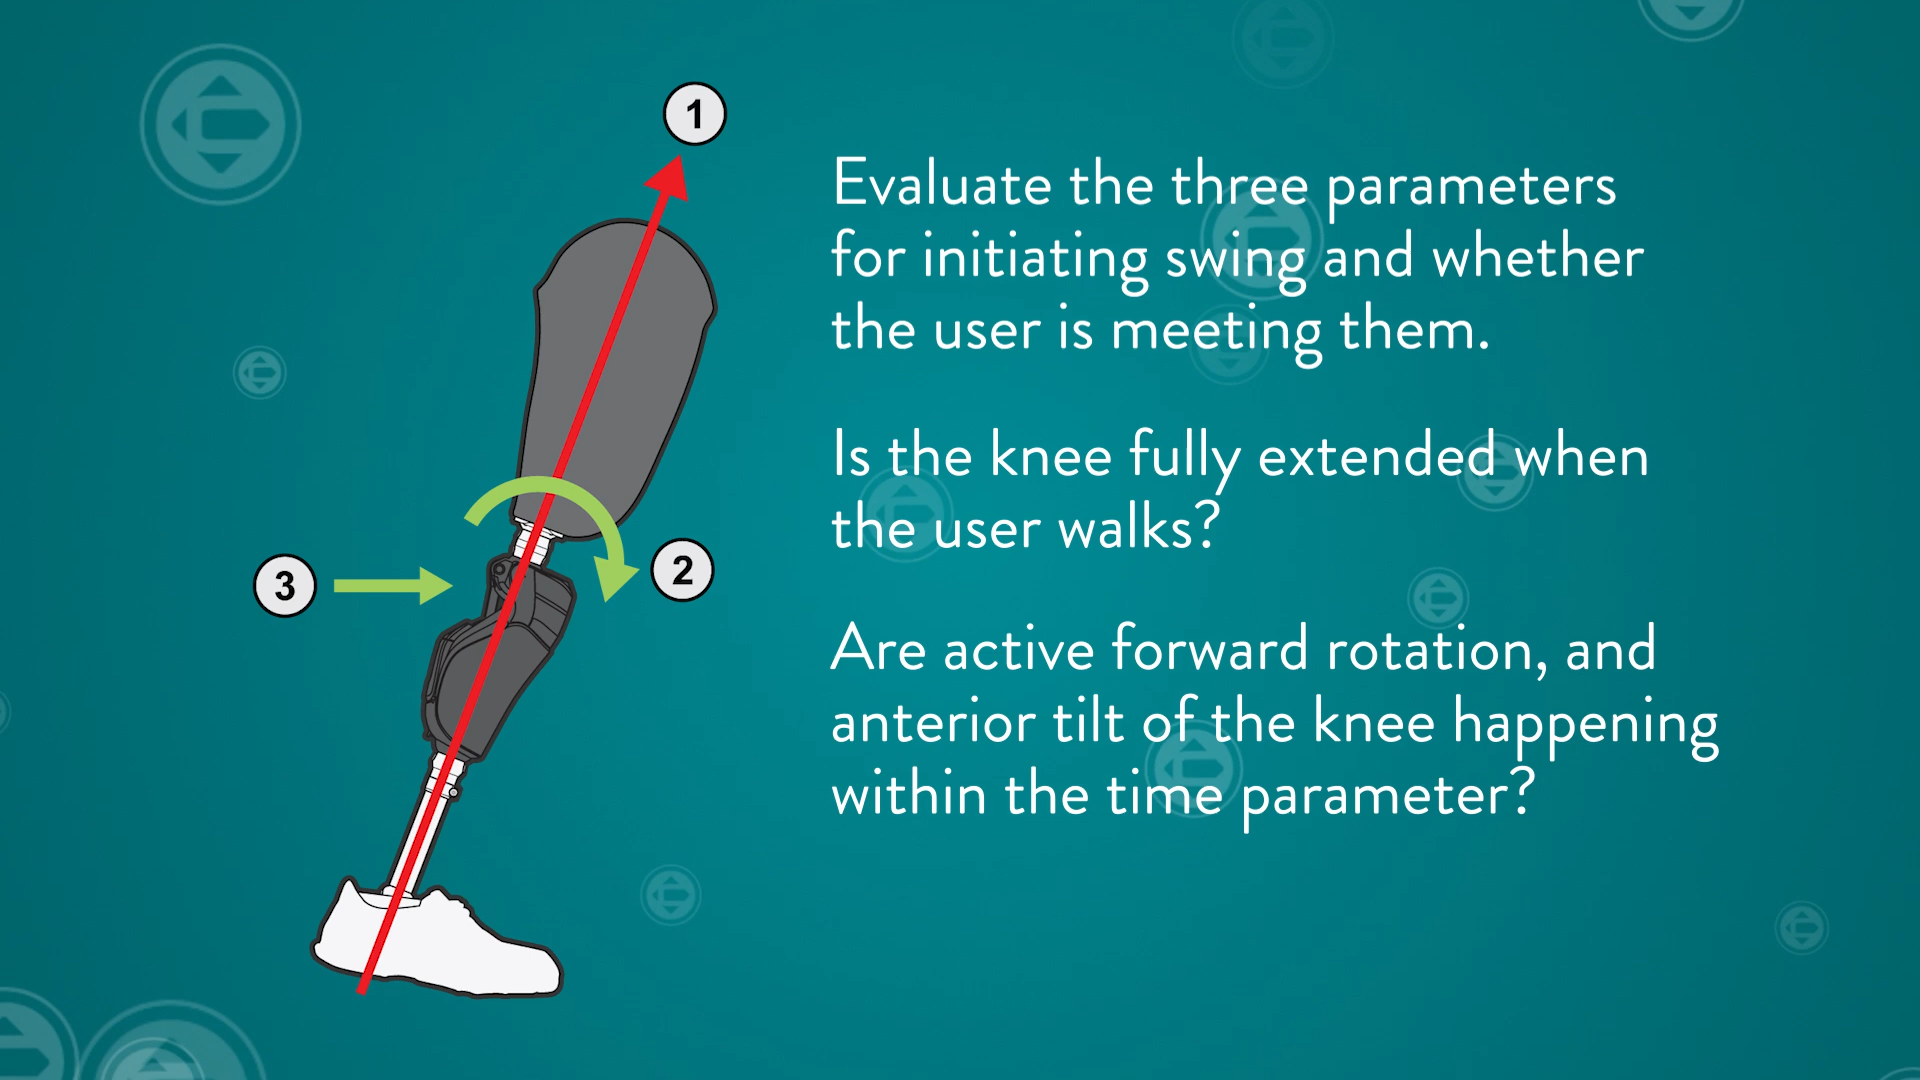 1
Evaluate the three parameters
for initiating swing and whether
the user is meeting them.
Is the knee fully extended when
the user walks?
2
3
Are active forward rotation, and
anterior tilt of the knee happening
within the time parameter?